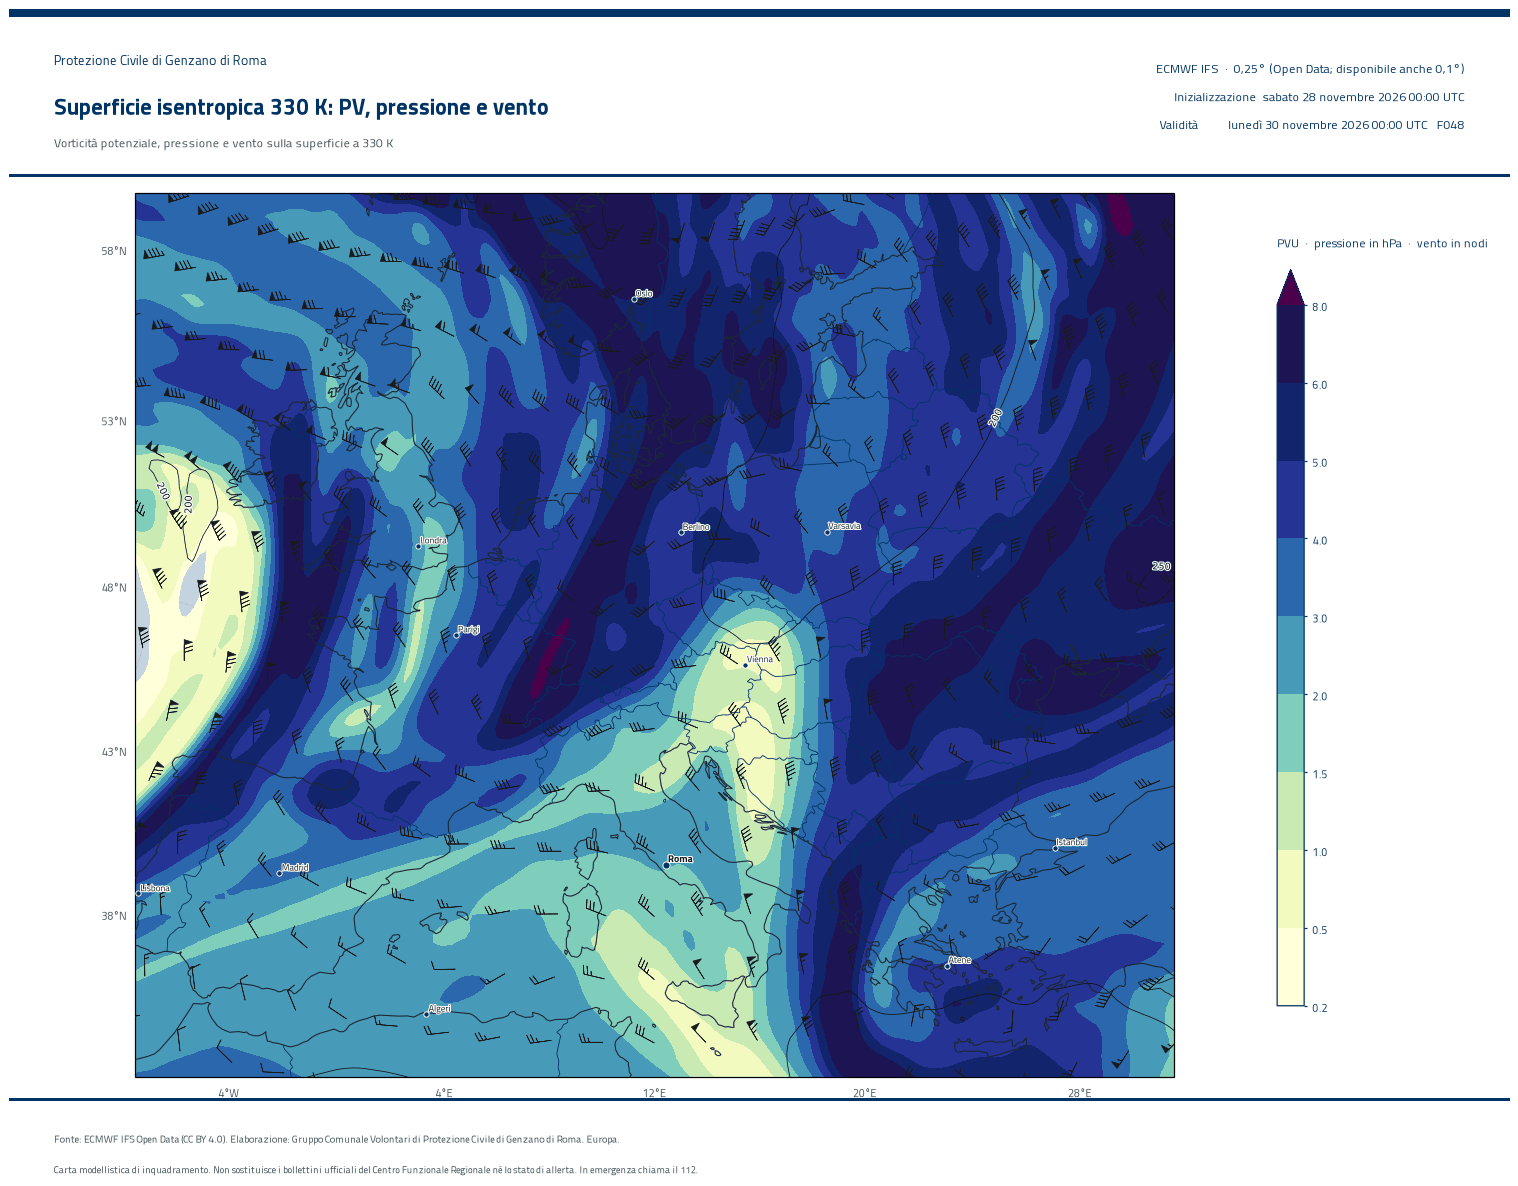 Protezione Civile di Genzano di Roma
Superficie isentropica 330 K: PV, pressione e vento
Vorticità potenziale, pressione e vento sulla superficie a 330 K
ECMWF IFS · 0,25° (Open Data; disponibile anche 0,1°)
Inizializzazione sabato 28 novembre 2026 00:00 UTC
Validità lunedì 30 novembre 2026 00:00 UTC F048
PVU · pressione in hPa · vento in nodi
8.0
6.0
5.0
4.0
3.0
2.0
1.5
1.0
0.5
0.2
58°N
53°N
48°N
43°N
38°N
4°W
4°E
12°E
20°E
28°E
Oslo
200
200
200
250
Londra
Berlino
Varsavia
Parigi
Vienna
Madrid
Lisbona
Roma
Istanbul
Atene
Algeri
Fonte: ECMWF IFS Open Data (CC BY 4.0). Elaborazione: Gruppo Comunale Volontari di Protezione Civile di Genzano di Roma. Europa.
Carta modellistica di inquadramento. Non sostituisce i bollettini ufficiali del Centro Funzionale Regionale né lo stato di allerta. In emergenza chiama il 112.